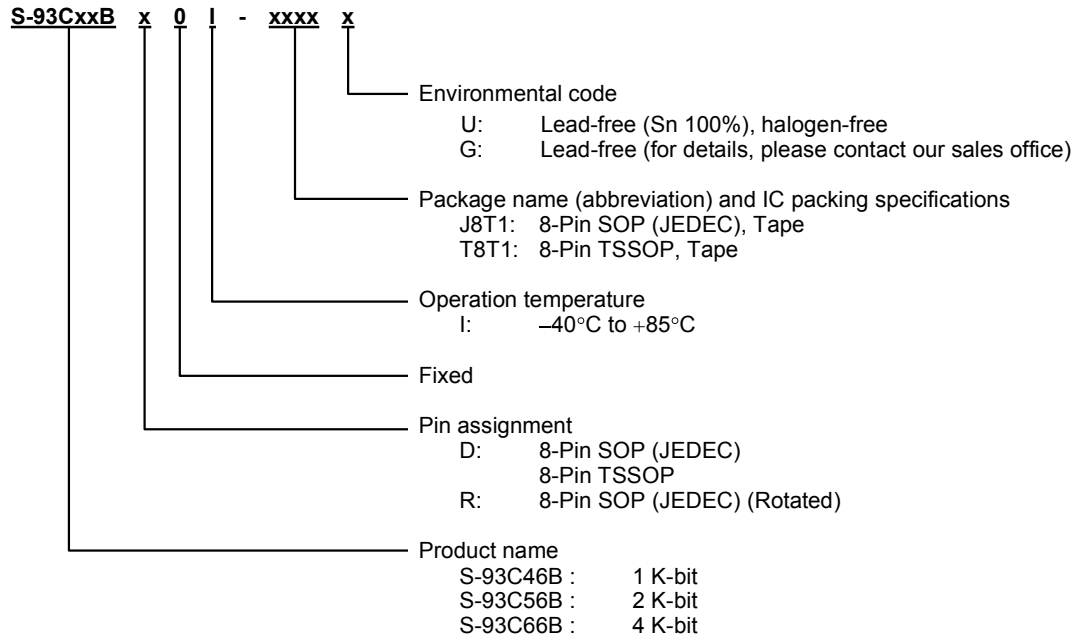 S-93CxxB x 0 I - xxxx x
Environmental code
U: Lead-free (Sn 100%), halogen-free
G: Lead-free (for details, please contact our sales office)
Package name (abbreviation) and IC packing specifications
J8T1: 8-Pin SOP (JEDEC), Tape
T8T1: 8-Pin TSSOP, Tape
Operation temperature
I: –40°C to +85°C
Fixed
Pin assignment
D: 8-Pin SOP (JEDEC)
8-Pin TSSOP
R: 8-Pin SOP (JEDEC) (Rotated)
Product name
S-93C46B : 1 K-bit
S-93C56B : 2 K-bit
S-93C66B : 4 K-bit